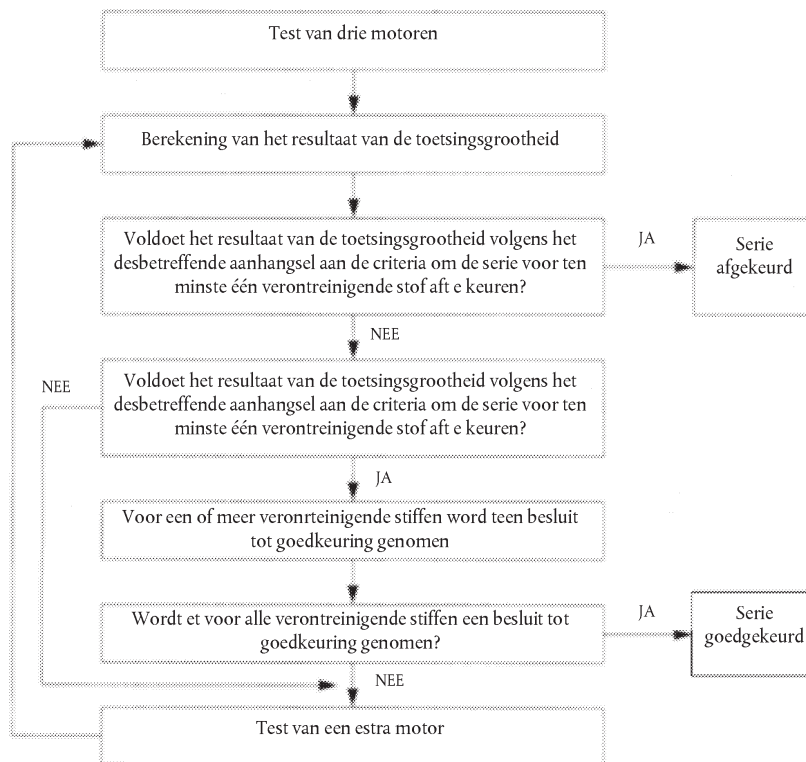 Test van drie motoren
Berekening van het resultaat van de toetsingsgrootheid
Voldoet het resultaat van de toetsingsgrootheid volgens het
desbetreffende aanhangsel aan de criteria om de serie voor ten
minste één verontreinigende stof aft e keuren?
JA
Serie
afgekeurd
NEE
NEE
Voldoet het resultaat van de toetsingsgrootheid volgens het
desbetreffende aanhangsel aan de criteria om de serie voor ten
minste één verontreinigende stof aft e keuren?
JA
Voor een of meer veronrteinigende stiffen word teen besluit
tot goedkeuring genomen
Wordt et voor alle verontreinigende stiffen een besluit tot
goedkeuring genomen?
JA
Serie
goedgekeurd
NEE
Test van een estra motor